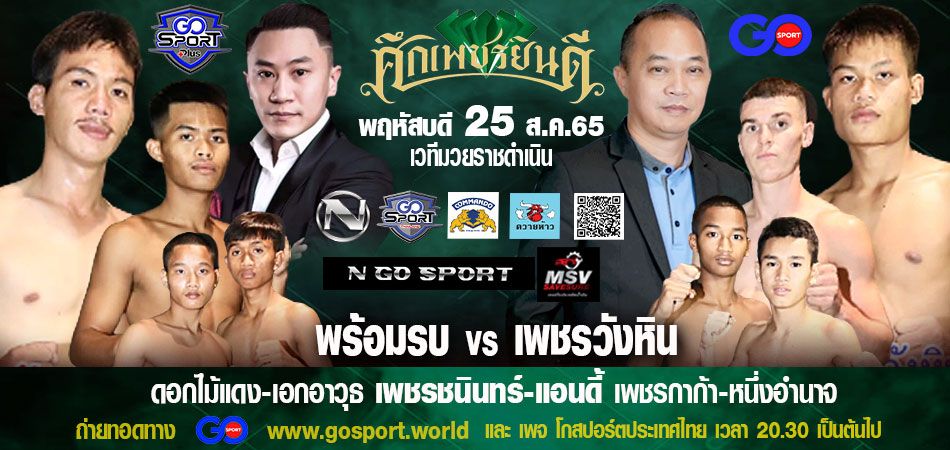 GO
SPORT
Plus
GO
SPORT
ศึกเพชรยินดี
พฤหัสบดี 25 ส.ค.65
เวทีมวยราชดำเนิน
N
GO
SPORT
COMMANDO
ควายหาว
N GO SPORT
MSV
SAVESURE
พร้อมรบ vs เพชรวังหิน
ดอกไม้แดง-เอกอาวุธ เพชรชนินทร์-แอนดี้ เพชรกาก้า-หนึ่งอำนาจ
ถ่ายทอดทาง GO SPORT www.gosport.world และ เพจ โกสปอร์ตประเทศไทย เวลา 20.30 เป็นต้นไป